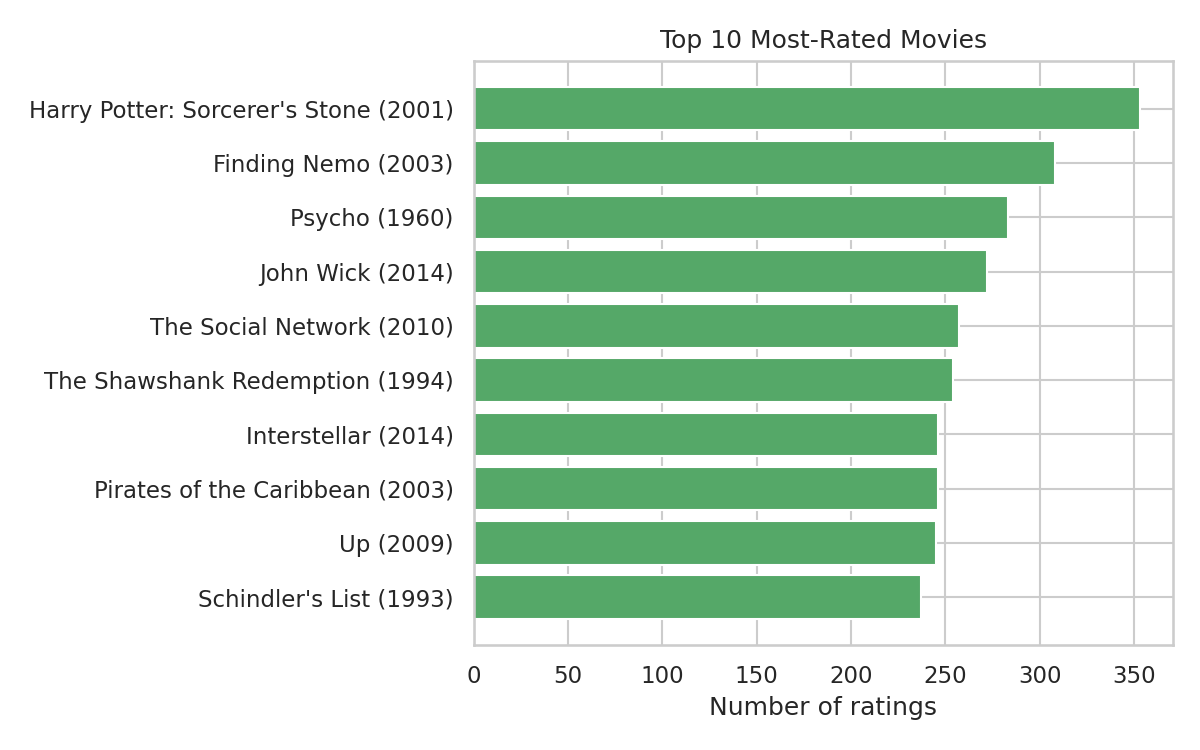 Top 10 Most-Rated Movies
Harry Potter: Sorcerer's Stone (2001)
Finding Nemo (2003)
Psycho (1960)
John Wick (2014)
The Social Network (2010)
The Shawshank Redemption (1994)
Interstellar (2014)
Pirates of the Caribbean (2003)
Up (2009)
Schindler's List (1993)
0 50 100 150 200 250 300 350
Number of ratings